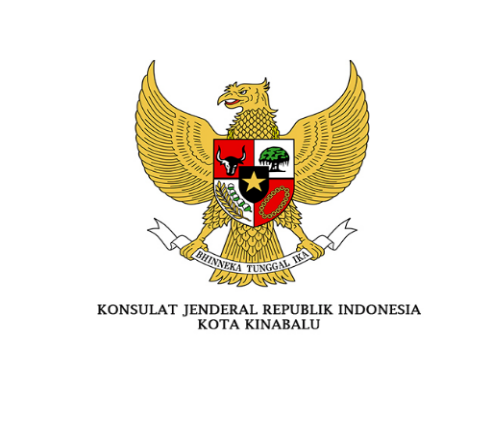 BHINNEKA TUNGGAL IKA
KONSULAT JENDERAL REPUBLIK INDONESIA
KOTA KINABALU